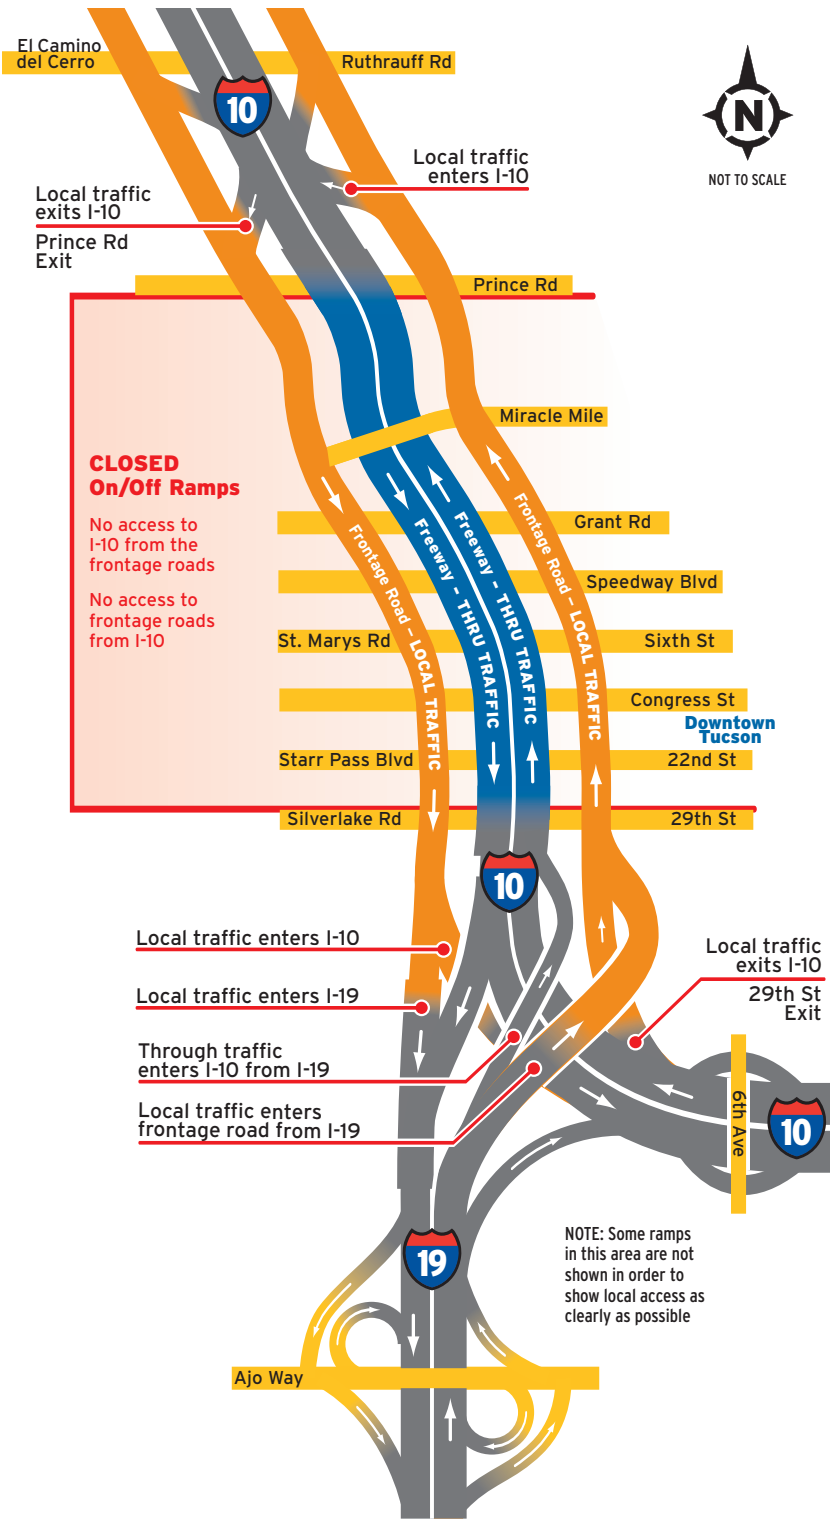 El Camino
del Cerro
Ruthrauff Rd
10
N
NOT TO SCALE
Local traffic
enters I-10
Local traffic
exits I-10
Prince Rd
Exit
Prince Rd
Miracle Mile
CLOSED
On/Off Ramps
No access to
I-10 from the
frontage roads
No access to
frontage roads
from I-10
Frontage Road – LOCAL TRAFFIC
Freeway – THRU TRAFFIC
Freeway – THRU TRAFFIC
Frontage Road – LOCAL TRAFFIC
Grant Rd
Speedway Blvd
St. Marys Rd
Sixth St
Congress St
Downtown
Tucson
Starr Pass Blvd
22nd St
Silverlake Rd
29th St
10
Local traffic enters I-10
Local traffic
exits I-10
29th St
Exit
Local traffic enters I-19
Through traffic
enters I-10 from I-19
Local traffic enters
frontage road from I-19
6th Ave
10
19
NOTE: Some ramps
in this area are not
shown in order to
show local access as
clearly as possible
Ajo Way